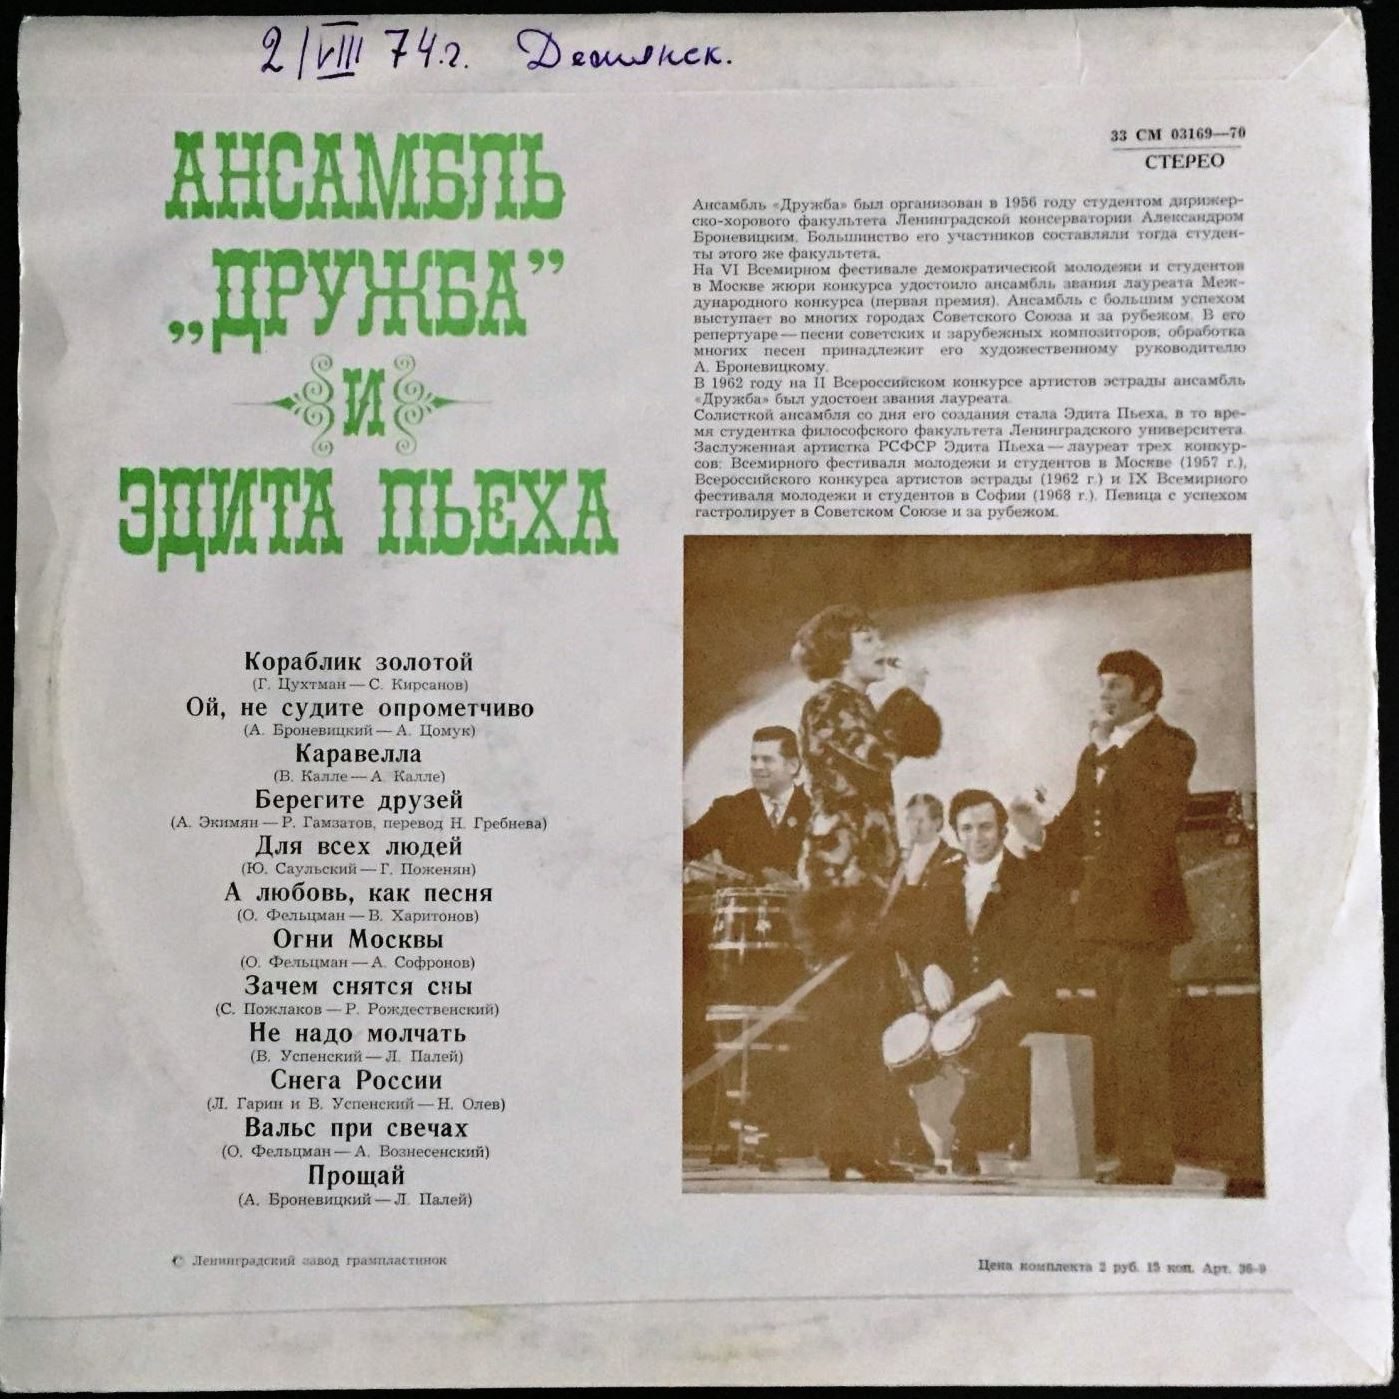 2/VIII 74 г. Демянск.
АНСАМБЛЬ
„ДРУЖБА”
И
ЭДИТА ПЬЕХА
33 СМ 03169—70
СТЕРЕО
Ансамбль «Дружба» был организован в 1956 году студентом дирижер-
ско-хорового факультета Ленинградской консерватории Александром
Броневицким. Большинство его участников составляли тогда студен-
ты этого же факультета.
На VI Всемирном фестивале демократической молодежи и студентов
в Москве жюри конкурса удостоило ансамбль звания лауреата Меж-
дународного конкурса (первая премия). Ансамбль с большим успехом
выступает во многих городах Советского Союза и за рубежом. В его
репертуаре — песни советских и зарубежных композиторов, обработка
многих песен принадлежит его художественному руководителю
А. Броневицкому.
В 1962 году на II Всероссийском конкурсе артистов эстрады ансамбль
«Дружба» был удостоен звания лауреата.
Солисткой ансамбля со дня его создания стала Эдита Пьеха, в то вре-
мя студентка философского факультета Ленинградского университета.
Заслуженная артистка РСФСР Эдита Пьеха — лауреат трех конкур-
сов: Всемирного фестиваля молодежи и студентов в Москве (1957 г.),
Всероссийского конкурса артистов эстрады (1962 г.) и IX Всемирного
фестиваля молодежи и студентов в Софии (1968 г.). Певица с успехом
гастролирует в Советском Союзе и за рубежом.
Кораблик золотой
(Г. Цухтман — С. Кирсанов)
Ой, не судите опрометчиво
(А. Броневицкий — А. Цомук)
Каравелла
(В. Калле — А. Калле)
Берегите друзей
(А. Экимян — Р. Гамзатов, перевод Н. Гребнева)
Для всех людей
(Ю. Саульский — Г. Поженян)
А любовь, как песня
(О. Фельцман — В. Харитонов)
Огни Москвы
(О. Фельцман — А. Софронов)
Зачем снятся сны
(С. Пожлаков — Р. Рождественский)
Не надо молчать
(В. Успенский — Л. Палей)
Снега России
(Л. Гарин и В. Успенский — Н. Олев)
Вальс при свечах
(О. Фельцман — А. Вознесенский)
Прощай
(А. Броневицкий — Л. Палей)
© Ленинградский завод грампластинок
Цена комплекта 2 руб. 15 коп. Арт. 36-9